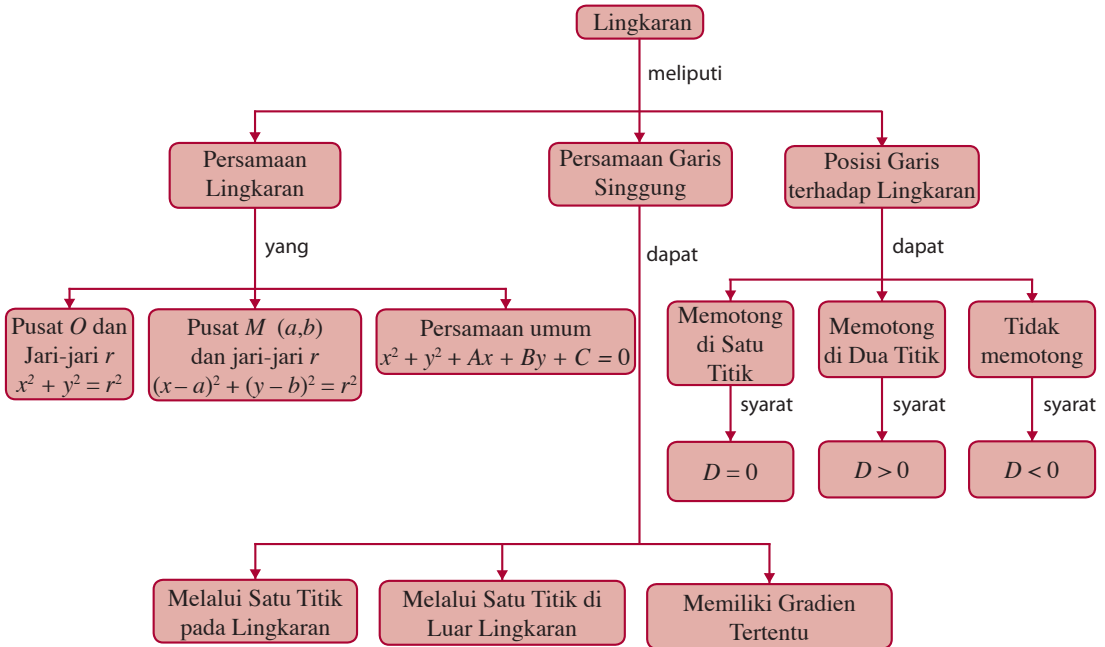 Lingkaran
meliputi
Persamaan
Lingkaran
Persamaan Garis
Singgung
Posisi Garis
terhadap Lingkaran
yang
dapat
dapat
Pusat O dan
Jari-jari r
x² + y² = r²
Pusat M (a,b)
dan jari-jari r
(x – a)² + (y – b)² = r²
Persamaan umum
x² + y² + Ax + By + C = 0
Memotong
di Satu
Titik
Memotong
di Dua Titik
Tidak
memotong
syarat
syarat
syarat
D = 0
D > 0
D < 0
Melalui Satu Titik
pada Lingkaran
Melalui Satu Titik di
Luar Lingkaran
Memiliki Gradien
Tertentu